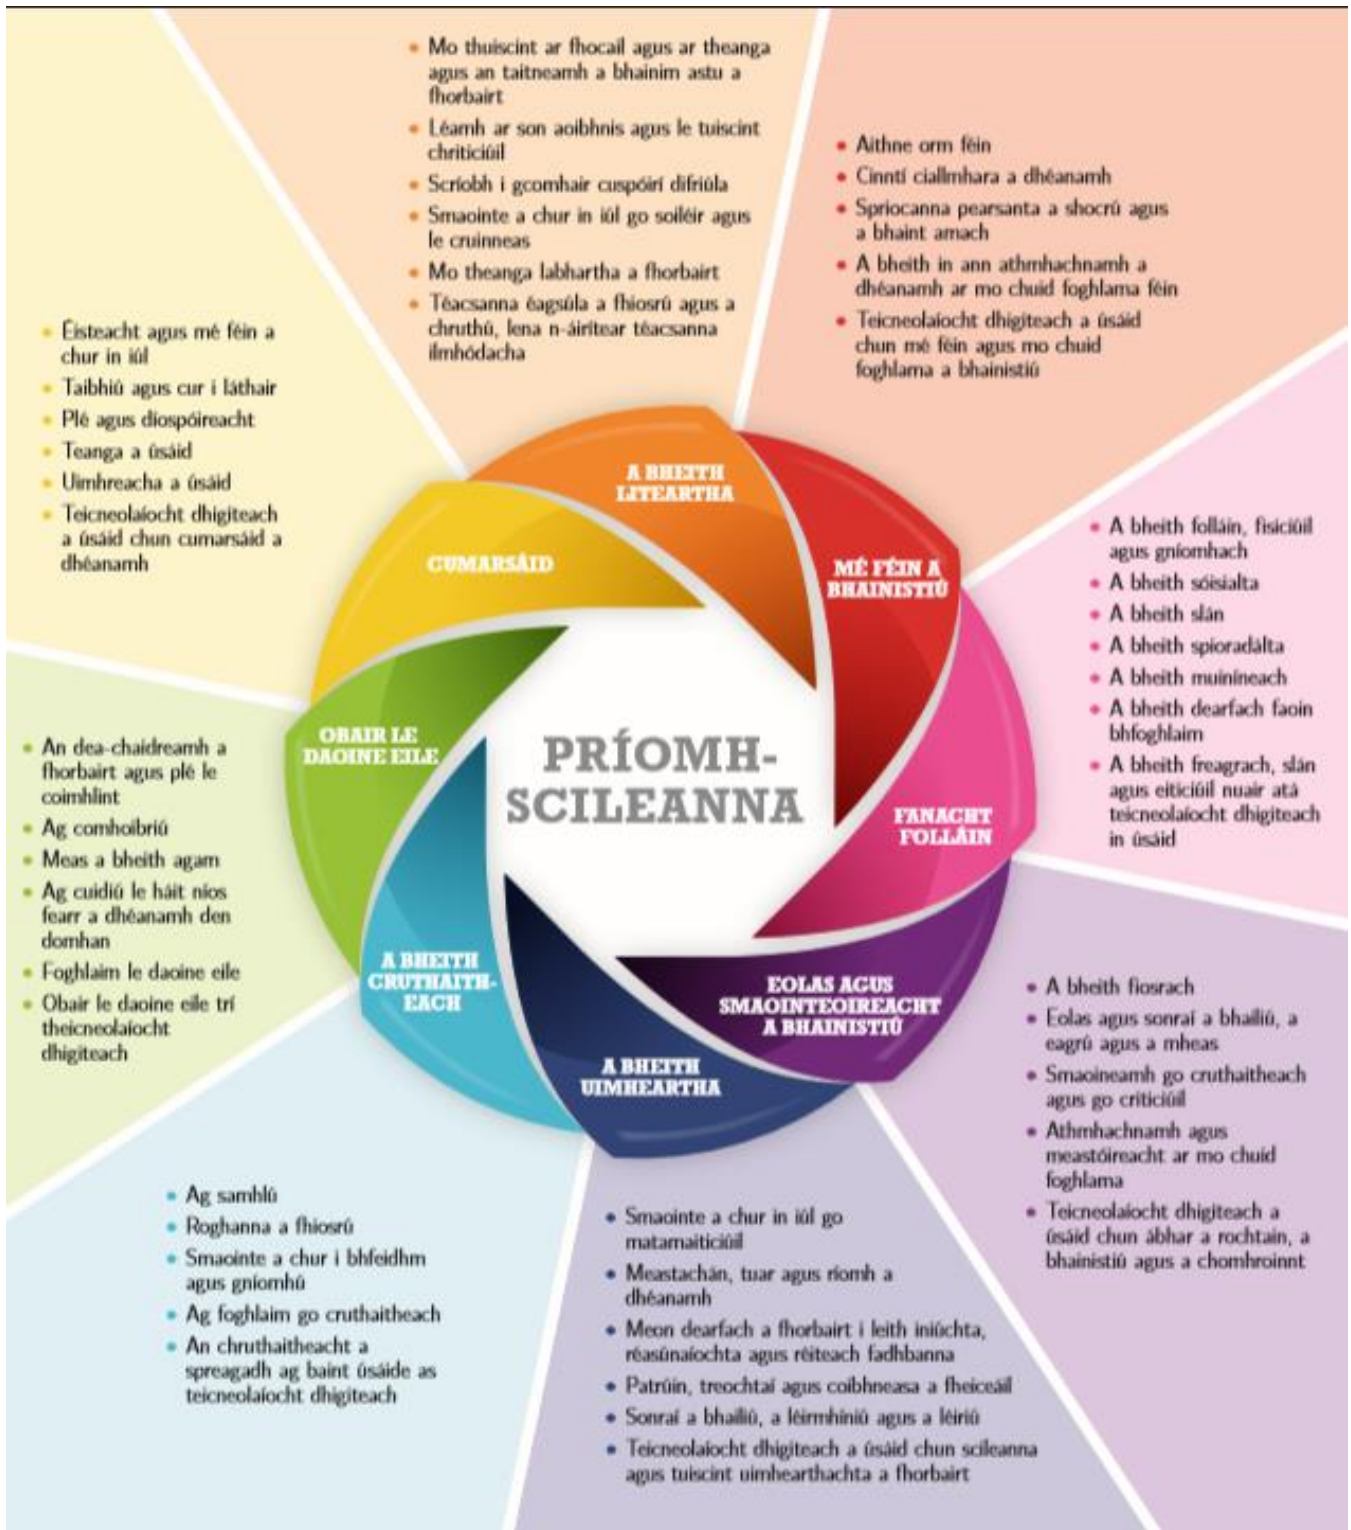 • Mo thuiscint ar fhocail agus ar theanga
agus an taitneamh a bhainim astu a
fhorbairt
• Léamh ar son aoibhnis agus le tuiscint
chriticiúil
• Scríobh i gcomhair cuspóirí difriúla
• Smaointe a chur in iúl go soiléir agus
le cruinneas
• Mo theanga labhartha a fhorbairt
• Téacsanna éagsúla a fhiosrú agus a
chruthú, lena n-áirítear téacsanna
ilmhódacha
• Aithne orm féin
• Cinntí ciallmhara a dhéanamh
• Spriocanna pearsanta a shocrú agus
a bhaint amach
• A bheith in ann athmhachnamh a
dhéanamh ar mo chuid foghlama féin
• Teicneolaíocht dhigiteach a úsáid
chun mé féin agus mo chuid
foghlama a bhainistiú
• Éisteacht agus mé féin a
chur in iúl
• Taibhiú agus cur i láthair
• Plé agus díospóireacht
• Teanga a úsáid
• Uimhreacha a úsáid
• Teicneolaíocht dhigiteach
a úsáid chun cumarsáid a
dhéanamh
A BHEITH
LITEARTHA
CUMARSÁID
MÉ FÉIN A
BHAINISTIÚ
• A bheith folláin, fisiciúil
agus gníomhach
• A bheith sóisialta
• A bheith slán
• A bheith spioradálta
• A bheith muiníneach
• A bheith dearfach faoin
bhfoghlaim
• A bheith freagrach, slán
agus eiticiúil nuair atá
teicneolaíocht dhigiteach
in úsáid
OBAIR LE
DAOINE EILE
PRÍOMH-
SCILEANNA
FANACHT
FOLLÁIN
• An dea-chaidreamh a
fhorbairt agus plé le
coimhlint
• Ag comhoibriú
• Meas a bheith agam
• Ag cuidiú le háit níos
fearr a dhéanamh den
domhan
• Foghlaim le daoine eile
• Obair le daoine eile trí
theicneolaíocht
dhigiteach
A BHEITH
CRUTHAITH-
EACH
EOLAS AGUS
SMAOINTEOIREACHT
A BHAINISTIÚ
A BHEITH
UIMHEARTHA
• A bheith fiosrach
• Eolas agus sonraí a bhailiú, a
eagrú agus a mheas
• Smaoineamh go cruthaitheach
agus go criticiúil
• Athmhachnamh agus
meastóireacht ar mo chuid
foghlama
• Teicneolaíocht dhigiteach a
úsáid chun ábhar a rochtain, a
bhainistiú agus a chomhroinnt
• Ag samhlú
• Roghanna a fhiosrú
• Smaointe a chur i bhfeidhm
agus gníomhú
• Ag foghlaim go cruthaitheach
• An chruthaitheacht a
spreagadh ag baint úsáide as
teicneolaíocht dhigiteach
• Smaointe a chur in iúl go
matamaiticiúil
• Meastachán, tuar agus ríomh a
dhéanamh
• Meon dearfach a fhorbairt i leith iniúchta,
réasúnaíochta agus réiteach fadhbanna
• Patrúin, treochtaí agus coibhneasa a fheiceáil
• Sonraí a bhailiú, a léirmhíniú agus a léiriú
• Teicneolaíocht dhigiteach a úsáid chun scileanna
agus tuiscint uimhearthachta a fhorbairt